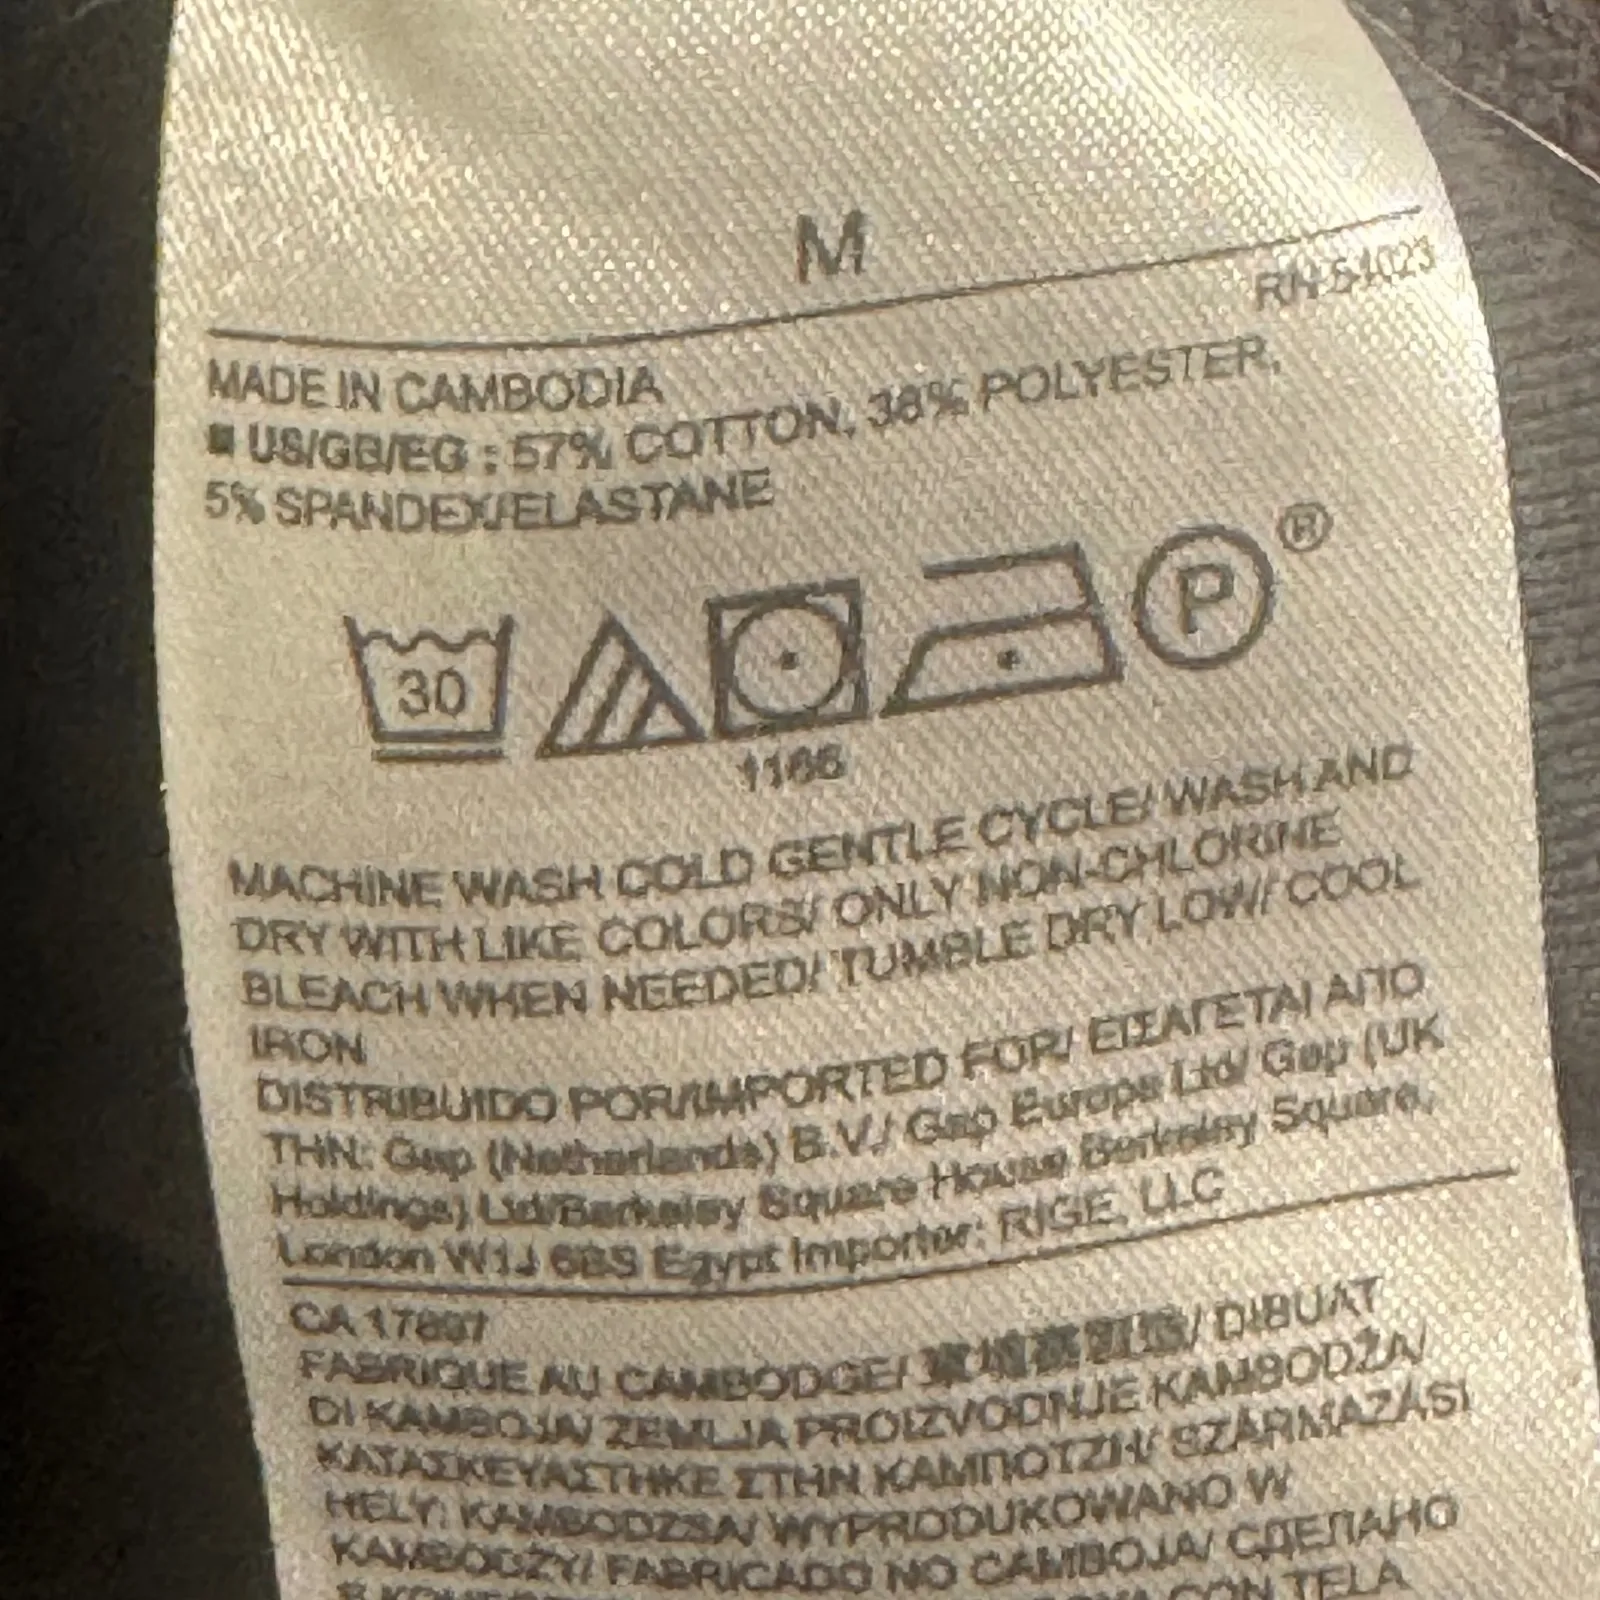 M
RN 54023
MADE IN CAMBODIA
■ US/GB/EG : 57% COTTON, 38% POLYESTER,
5% SPANDEX/ELASTANE
30
P ®
1166
MACHINE WASH COLD GENTLE CYCLE/ WASH AND
DRY WITH LIKE COLORS/ ONLY NON-CHLORINE
BLEACH WHEN NEEDED/ TUMBLE DRY LOW/ COOL
IRON
DISTRIBUIDO POR/IMPORTED FOR/ ΕΙΣΑΓΕΤΑΙ ΑΠΟ
ΤΗΝ: Gap (Netherlands) B.V./ Gap Europe Ltd/ Gap (UK
Holdings) Ltd/Berkeley Square House Berkeley Square,
London W1J 6BS Egypt Importer: RIGE, LLC
CA 17897
FABRIQUE AU CAMBODGE/ / DIBUAT
DI KAMBOJA/ ZEMLJA PROIZVODNJE KAMBODŽA/
ΚΑΤΑΣΚΕΥΑΣΤΗΚΕ ΣΤΗΝ ΚΑΜΠΟΤΖΗ/ SZÁRMAZÁSI
HELY: KAMBODZSA/ WYPRODUKOWANO W
KAMBODŻY/ FABRICADO NO CAMBOJA/ СДЕЛАНО
CON TELA